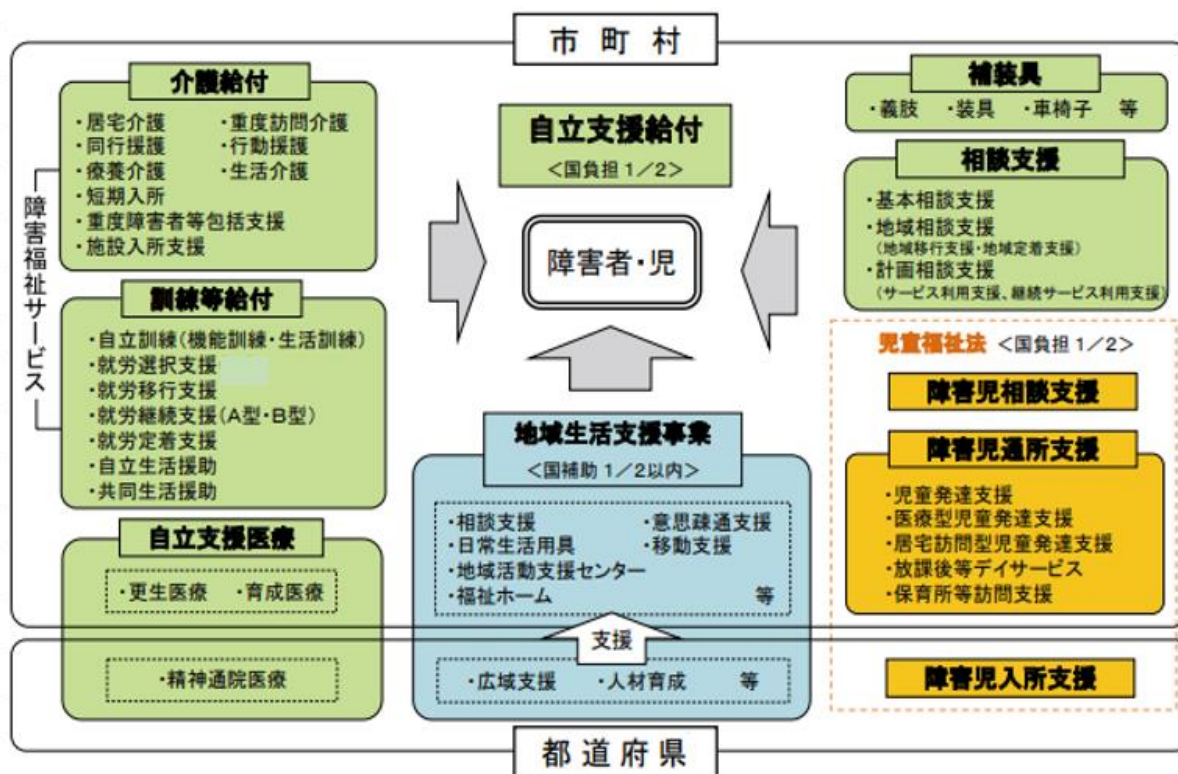 市町村
介護給付
・居宅介護 ・重度訪問介護
・同行援護 ・行動援護
・療養介護 ・生活介護
・短期入所
・重度障害者等包括支援
・施設入所支援
障害福祉サービス
訓練等給付
・自立訓練(機能訓練・生活訓練)
・就労選択支援
・就労移行支援
・就労継続支援(A型・B型)
・就労定着支援
・自立生活援助
・共同生活援助
自立支援医療
・更生医療 ・育成医療
・精神通院医療
自立支援給付
<国負担 1/2>
障害者・児
地域生活支援事業
<国補助 1/2以内>
・相談支援 ・意思疎通支援
・日常生活用具 ・移動支援
・地域活動支援センター
・福祉ホーム 等
支援
・広域支援 ・人材育成 等
補装具
・義肢 ・装具 ・車椅子 等
相談支援
・基本相談支援
・地域相談支援
(地域移行支援・地域定着支援)
・計画相談支援
(サービス利用支援、継続サービス利用支援)
児童福祉法 <国負担 1/2>
障害児相談支援
障害児通所支援
・児童発達支援
・医療型児童発達支援
・居宅訪問型児童発達支援
・放課後等デイサービス
・保育所等訪問支援
障害児入所支援
都道府県